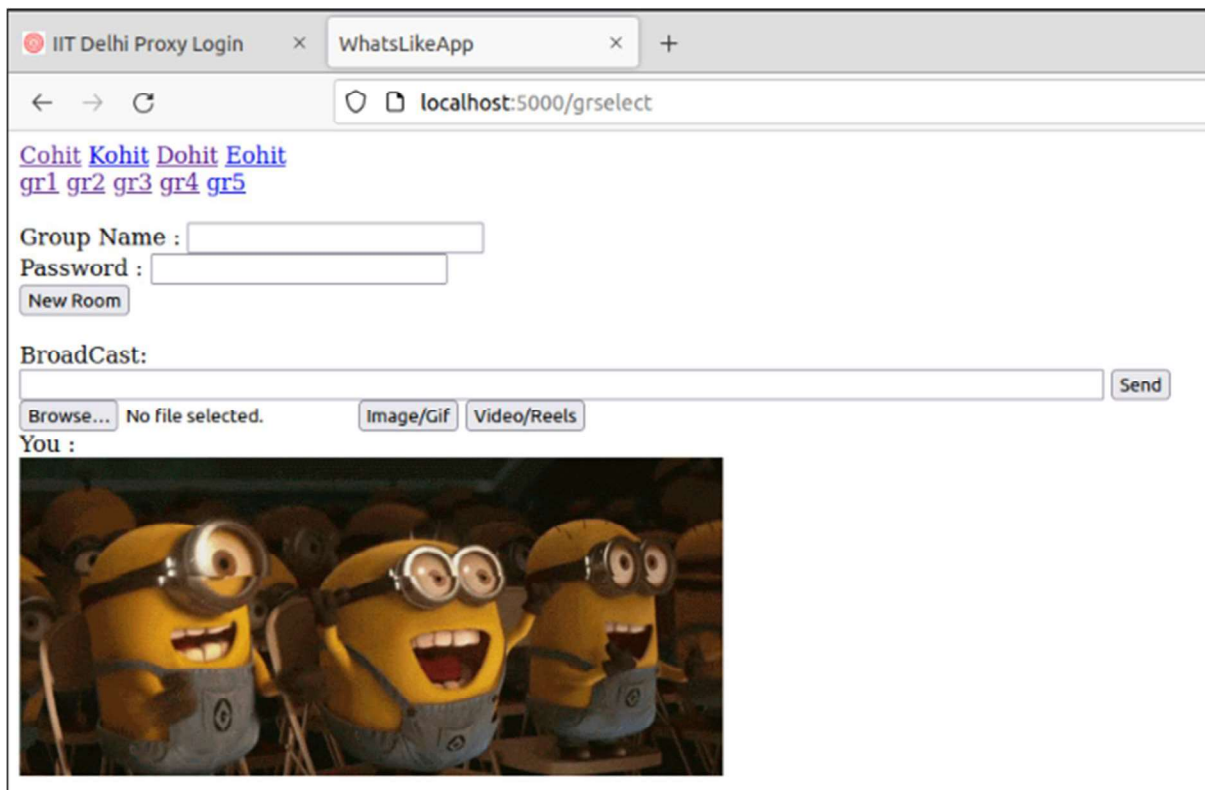 IIT Delhi Proxy Login × WhatsLikeApp × +
localhost:5000/grselect
Cohit Kohit Dohit Eohit
gr1 gr2 gr3 gr4 gr5
Group Name :
Password :
New Room
BroadCast:
Send
Browse... No file selected. Image/Gif Video/Reels
You :